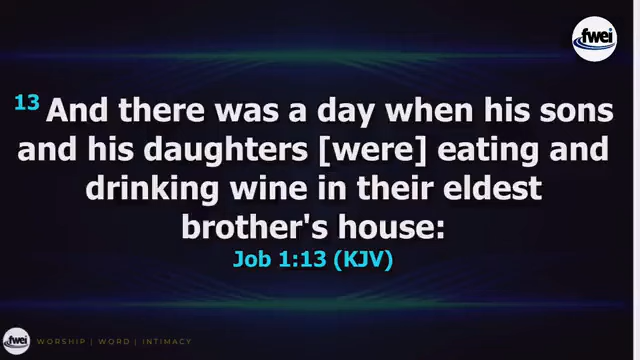 fwei
13 And there was a day when his sons
and his daughters [were] eating and
drinking wine in their eldest
brother's house:
Job 1:13 (KJV)
fwei
WORSHIP | WORD | INTIMACY